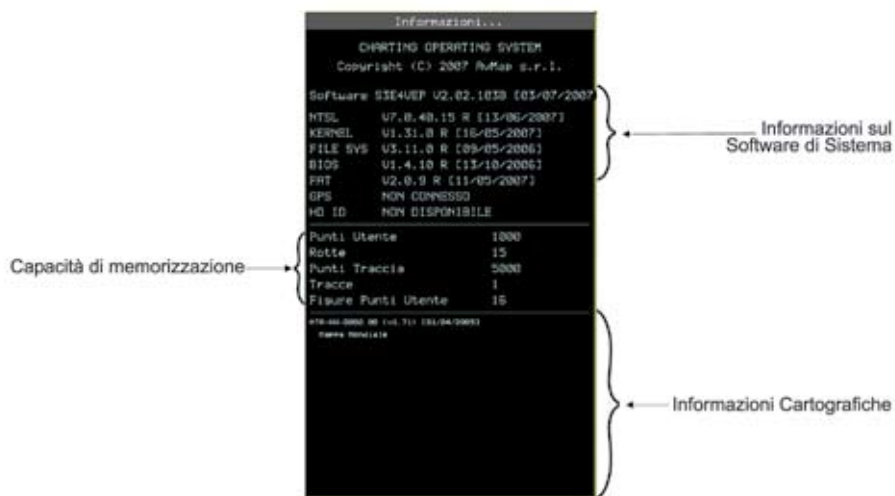 Informazioni...
CHARTING OPERATING SYSTEM
Copyright (C) 2007 AvMap s.r.l.
Software S3E4VEP V2.02.103B [03/07/2007
NTSL V7.0.40.15 R [13/06/2007]
KERNEL V1.31.0 R [16/05/2007]
FILE SYS V3.11.0 R [09/05/2006]
BIOS V1.4.10 R [13/10/2006]
FAT V2.0.9 R [11/05/2007]
GPS NON CONNESSO
HD ID NON DISPONIBILE
Informazioni sul
Software di Sistema
Punti Utente 1000
Rotte 15
Punti Traccia 5000
Tracce 1
Figure Punti Utente 16
Capacità di memorizzazione
Mappa Mondiale
Informazioni Cartografiche